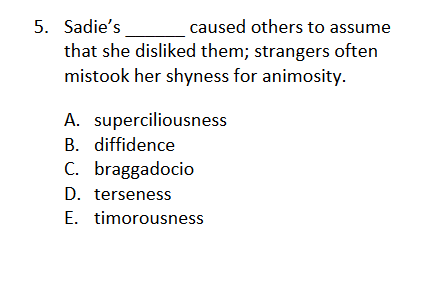 5. Sadie’s ______ caused others to assume
that she disliked them; strangers often
mistook her shyness for animosity.
A. superciliousness
B. diffidence
C. braggadocio
D. terseness
E. timorousness